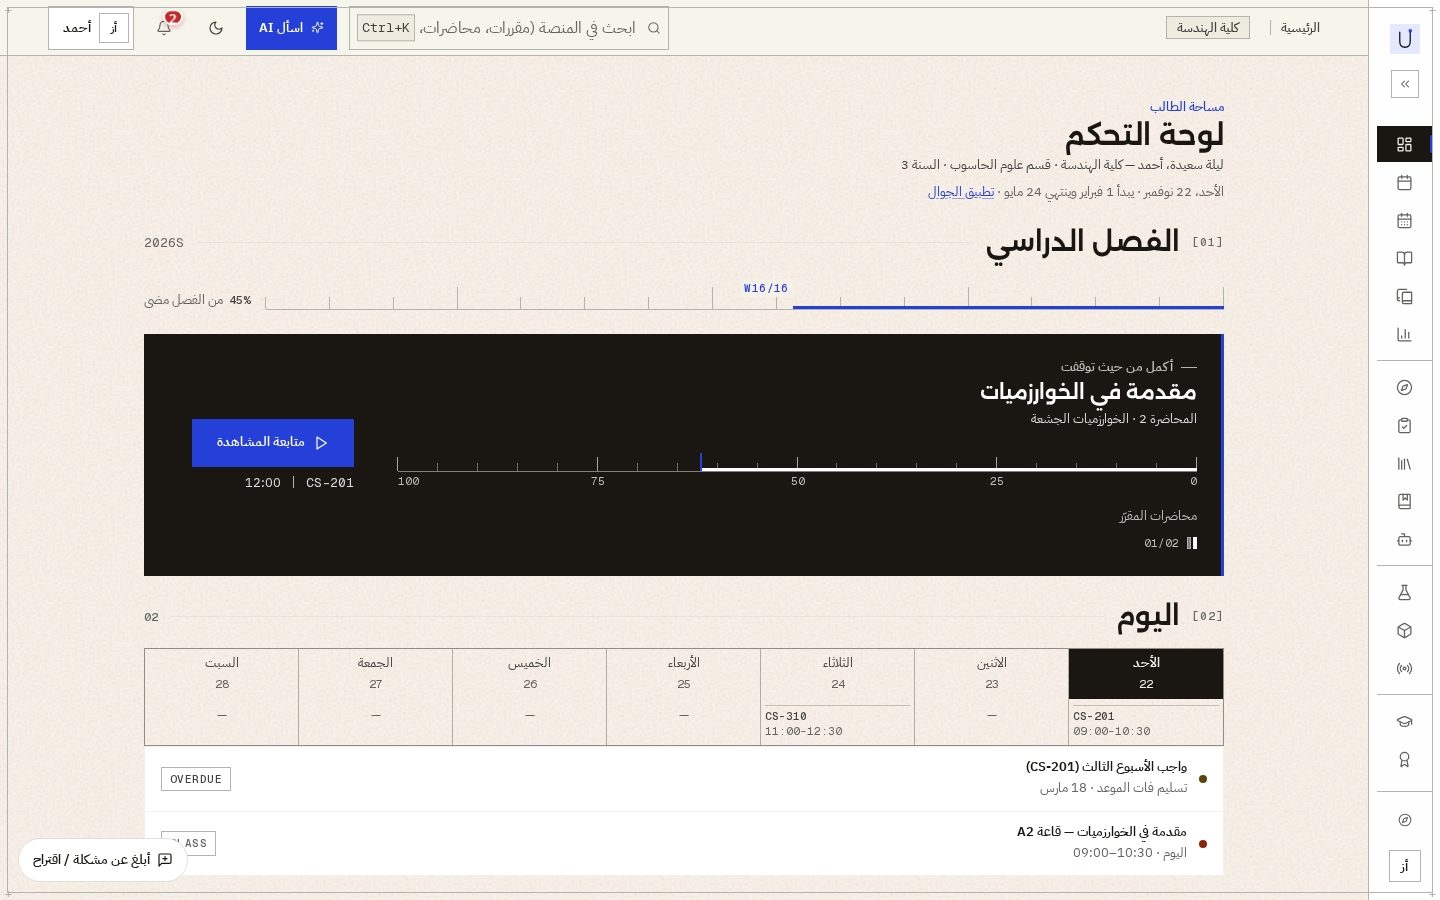 الرئيسية
كلية الهندسة
ابحث في المنصة (مقررات، محاضرات،
Ctrl+K
اسأل AI
2
أز
أحمد
مساحة الطالب
لوحة التحكم
ليلة سعيدة، أحمد — كلية الهندسة · قسم علوم الحاسوب · السنة 3
الأحد، 22 نوفمبر · يبدأ 1 فبراير وينتهي 24 مايو · تطبيق الجوال
[01]
الفصل الدراسي
2026S
W16/16
45% من الفصل مضى
— أكمل من حيث توقفت
مقدمة في الخوارزميات
المحاضرة 2 · الخوارزميات الجشعة
متابعة المشاهدة
CS-201 | 12:00
0
25
50
75
100
محاضرات المقرّر
01/02
[02]
اليوم
02
الأحد
22
CS-201
09:00–10:30
الاثنين
23
—
الثلاثاء
24
CS-310
11:00–12:30
الأربعاء
25
—
الخميس
26
—
الجمعة
27
—
السبت
28
—
واجب الأسبوع الثالث (CS-201)
تسليم فات الموعد · 18 مارس
OVERDUE
مقدمة في الخوارزميات — قاعة A2
اليوم · 09:00–10:30
أبلغ عن مشكلة / اقتراح
أز